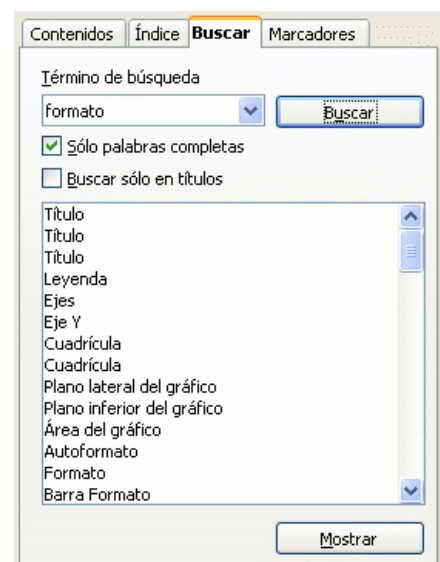 Contenidos Índice Buscar Marcadores
Término de búsqueda
formato Buscar
Sólo palabras completas
Buscar sólo en títulos
Título
Título
Título
Leyenda
Ejes
Eje Y
Cuadrícula
Cuadrícula
Plano lateral del gráfico
Plano inferior del gráfico
Área del gráfico
Autoformato
Formato
Barra Formato
Mostrar